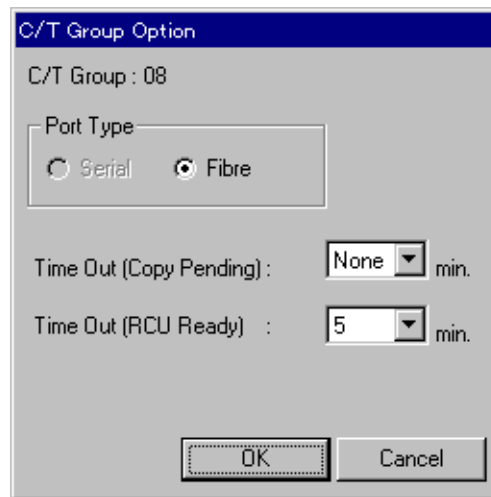 C/T Group Option
C/T Group : 08
Port Type
Serial Fibre
Time Out (Copy Pending) : None min.
Time Out (RCU Ready) : 5 min.
OK Cancel